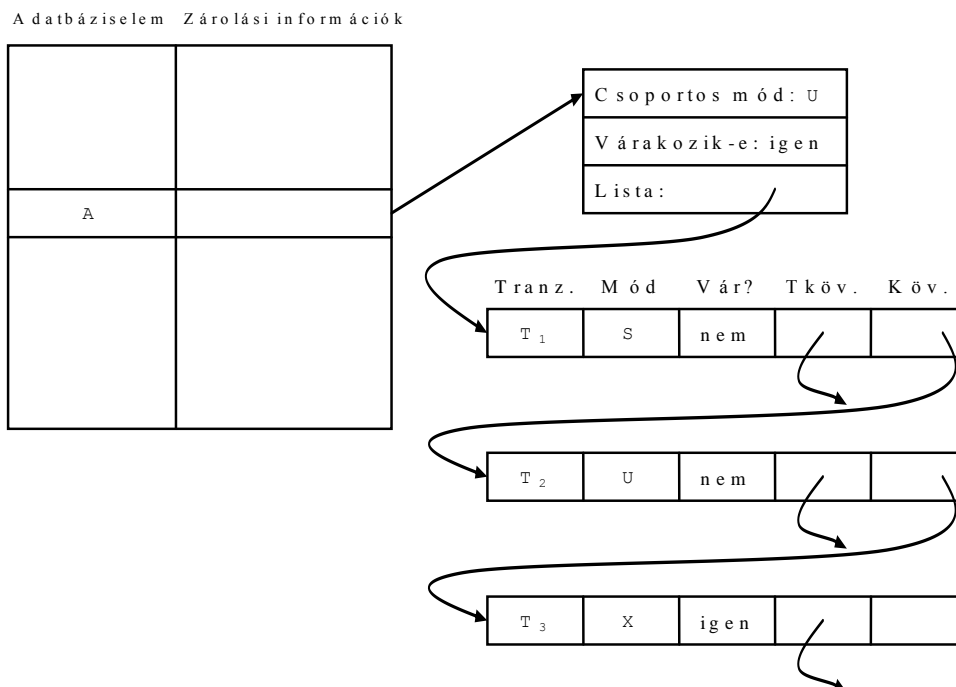 Adatbáziselem Zárolási információk
Csoportos mód: U
Várakozik-e: igen
Lista:
A
Tranz. Mód Vár? Tköv. Köv.
T1 S nem
T2 U nem
T3 X igen